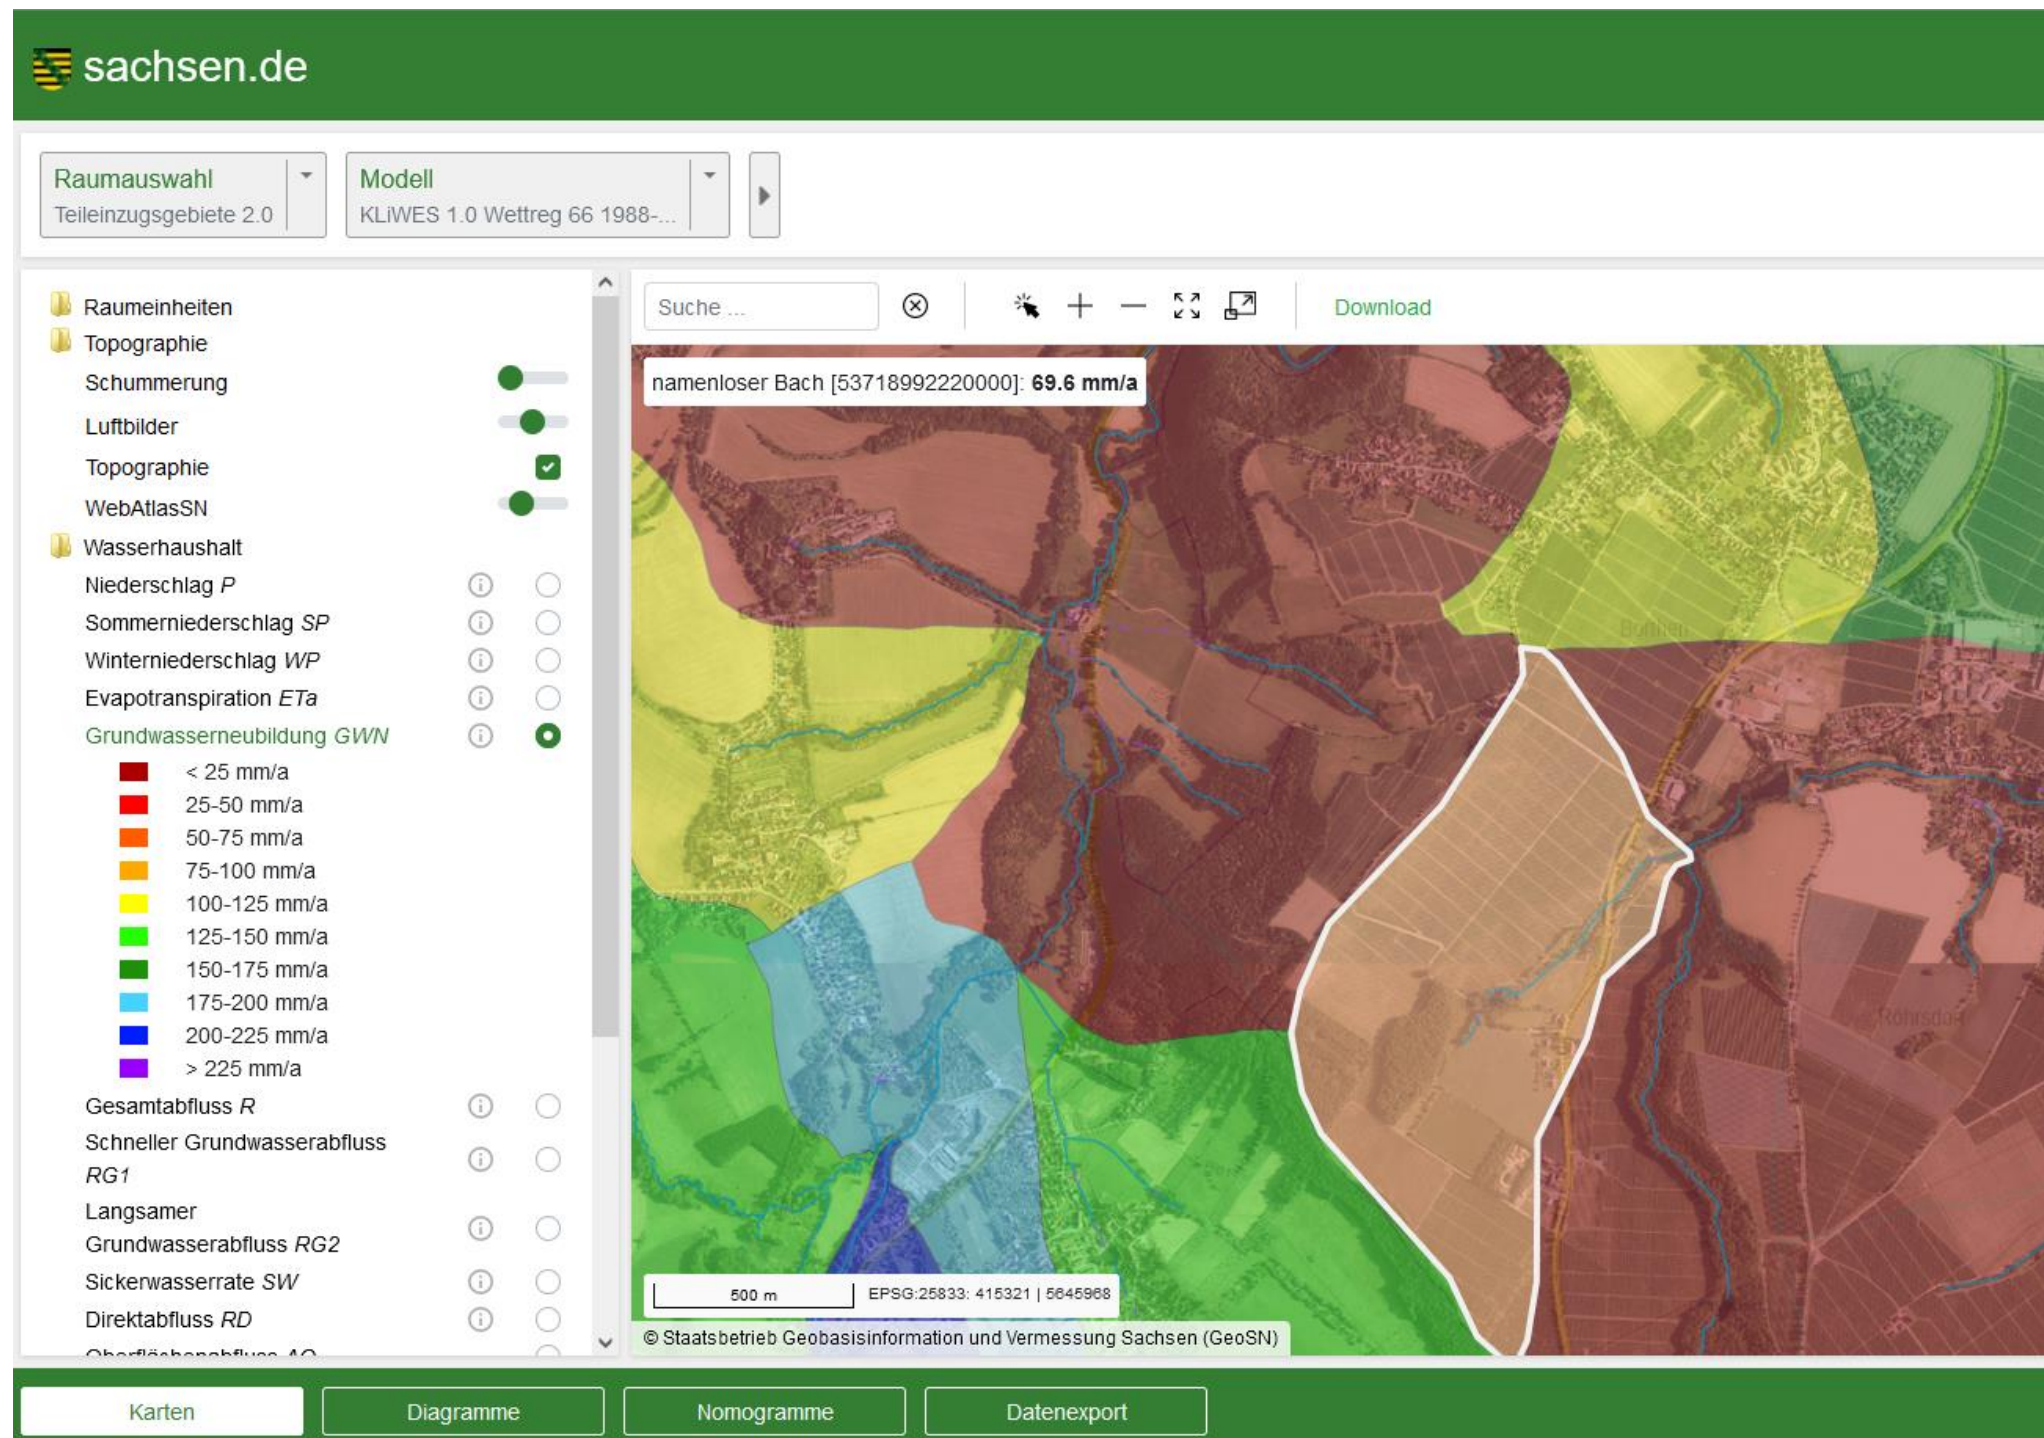 sachsen.de
Raumauswahl
Teileinzugsgebiete 2.0
Modell
KLiWES 1.0 Wettreg 66 1988-...
Raumeinheiten
Topographie
Schummerung
Luftbilder
Topographie
WebAtlasSN
Wasserhaushalt
Niederschlag P
Sommerniederschlag SP
Winterniederschlag WP
Evapotranspiration ETa
Grundwasserneubildung GWN
< 25 mm/a
25-50 mm/a
50-75 mm/a
75-100 mm/a
100-125 mm/a
125-150 mm/a
150-175 mm/a
175-200 mm/a
200-225 mm/a
> 225 mm/a
Gesamtabfluss R
Schneller Grundwasserabfluss
RG1
Langsamer
Grundwasserabfluss RG2
Sickerwasserrate SW
Direktabfluss RD
Oberflächenabfluss AO
Suche ...
Download
namenloser Bach [53718992220000]: 69.6 mm/a
Röhrsdorf
500 m
EPSG:25833: 415321 | 5645968
© Staatsbetrieb Geobasisinformation und Vermessung Sachsen (GeoSN)
Karten
Diagramme
Nomogramme
Datenexport